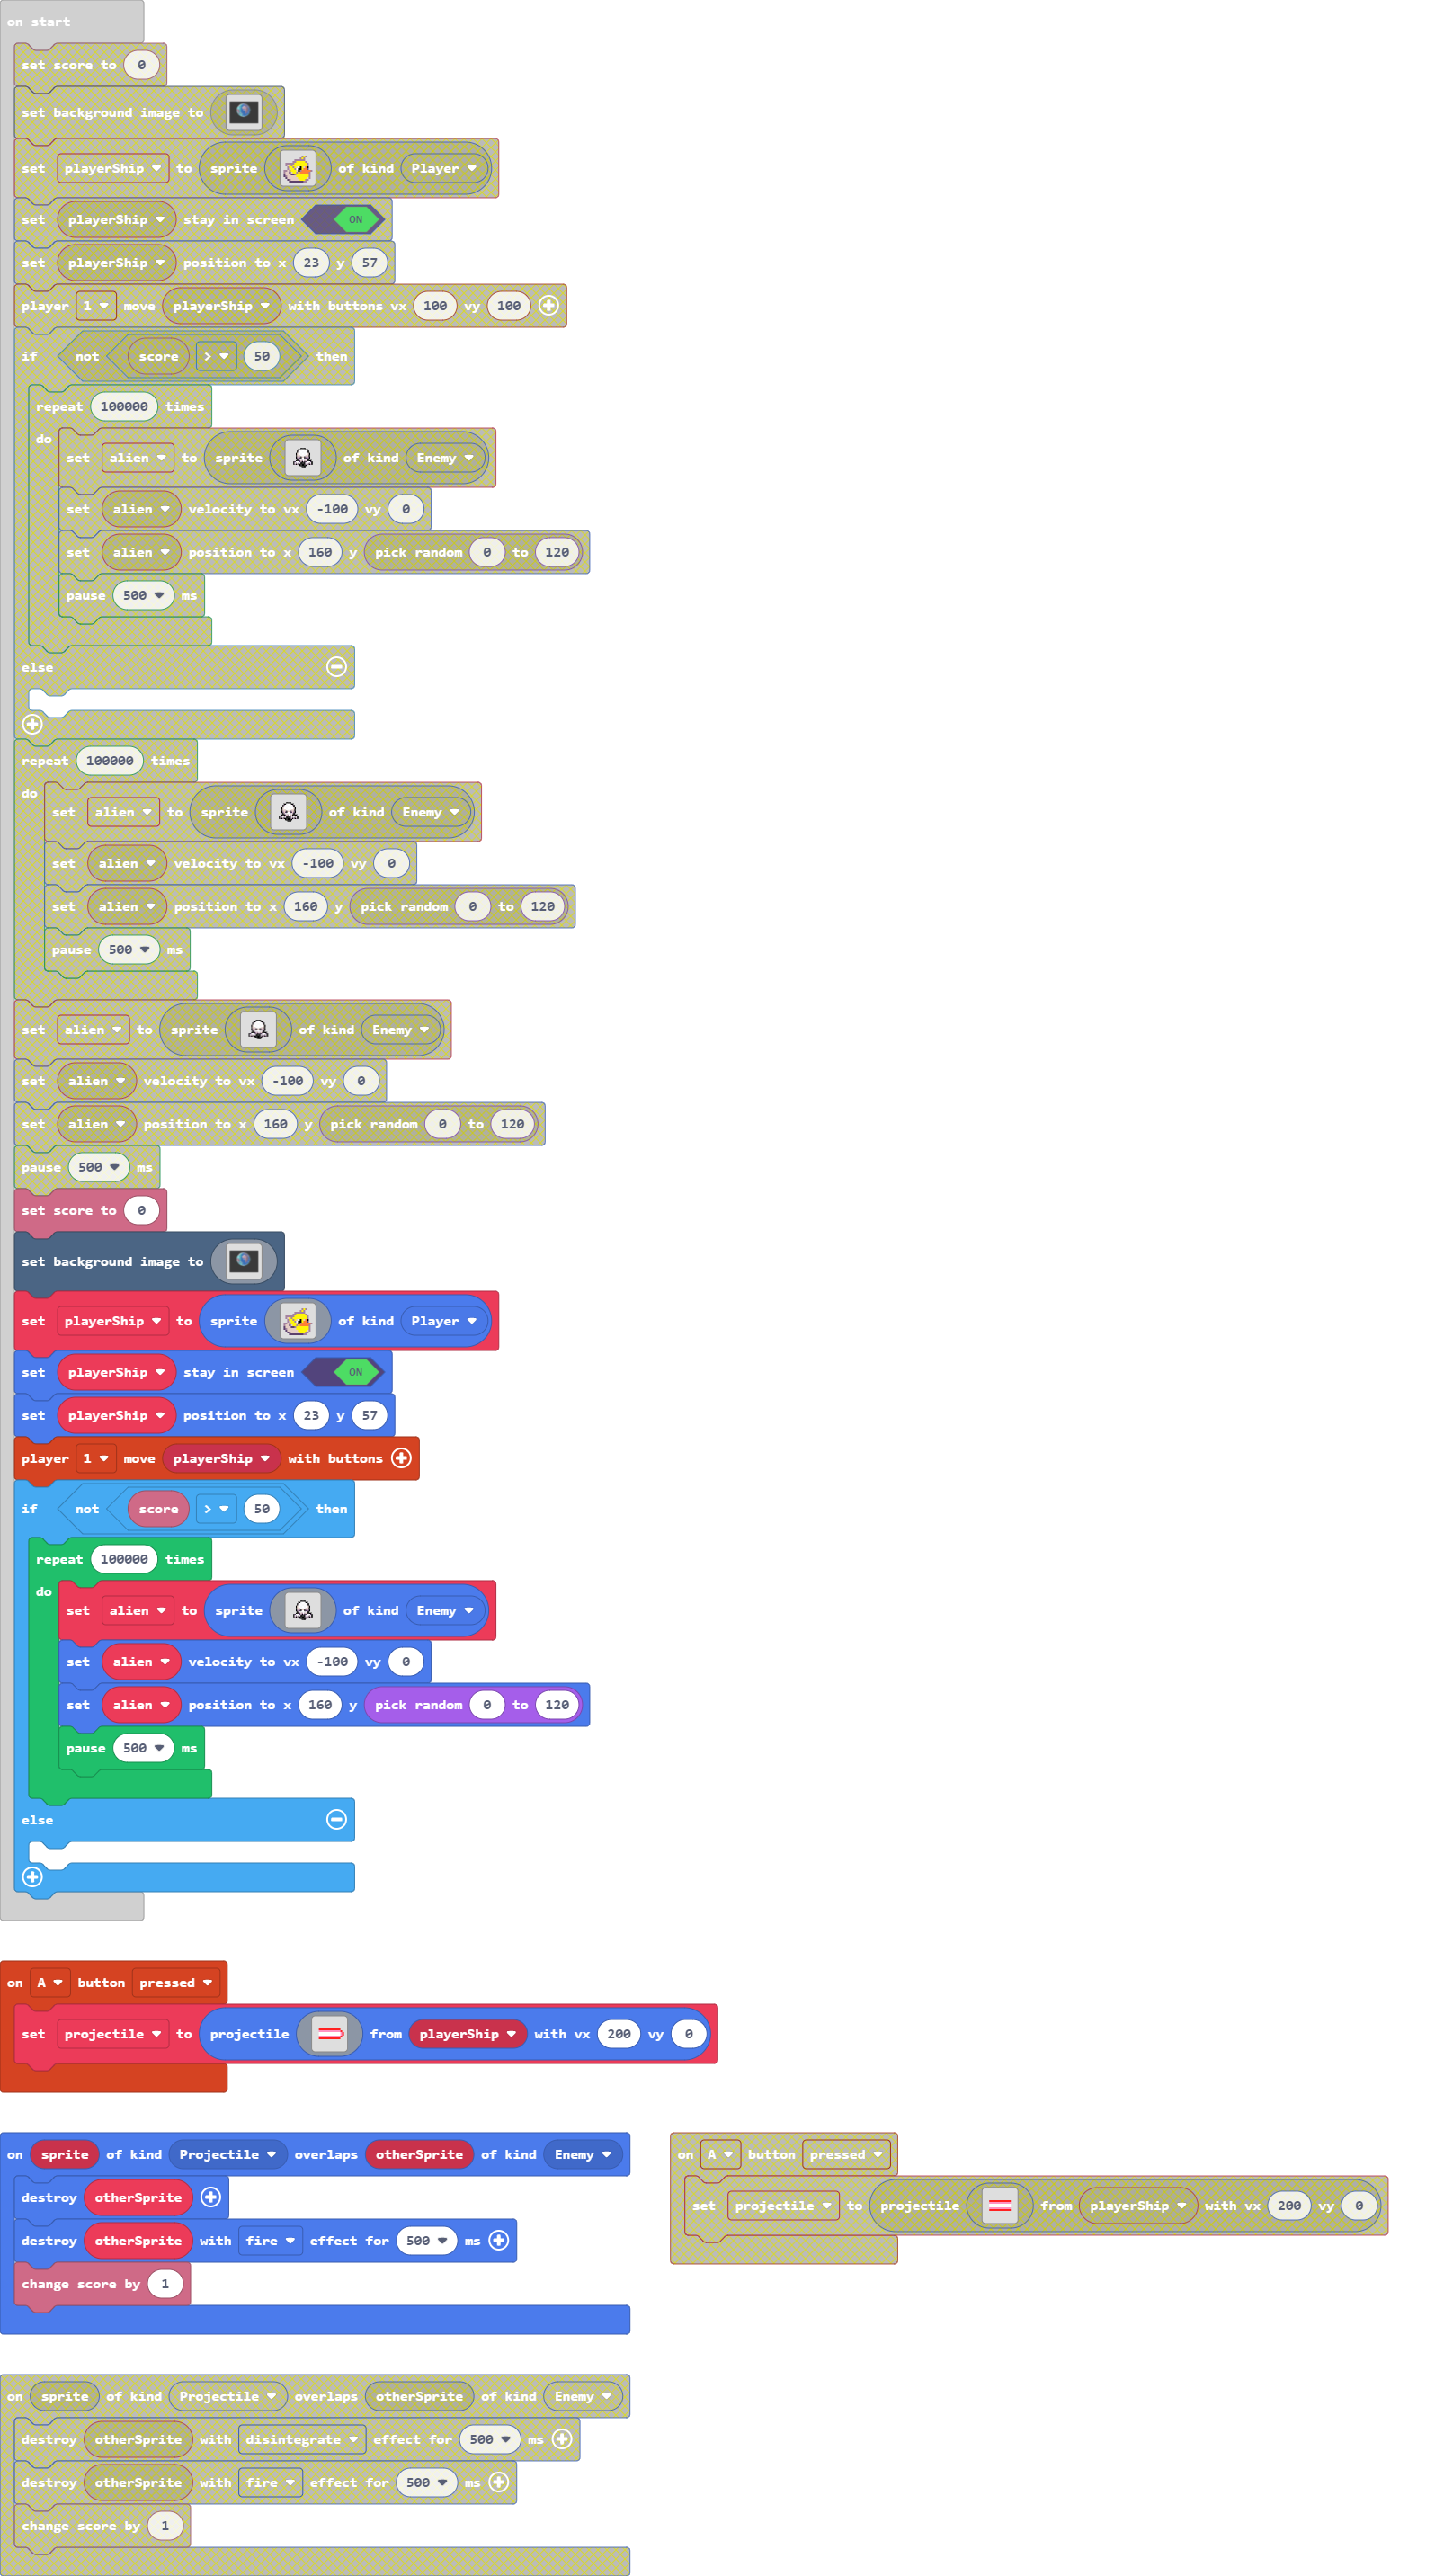 on start
set score to 0
set background image to
set playerShip to sprite of kind Player
set playerShip stay in screen ON
set playerShip position to x 23 y 57
player 1 move playerShip with buttons vx 100 vy 100
if not score > 50 then
repeat 100000 times
do
set alien to sprite of kind Enemy
set alien velocity to vx -100 vy 0
set alien position to x 160 y pick random 0 to 120
pause 500 ms
else
repeat 100000 times
do
set alien to sprite of kind Enemy
set alien velocity to vx -100 vy 0
set alien position to x 160 y pick random 0 to 120
pause 500 ms
set alien to sprite of kind Enemy
set alien velocity to vx -100 vy 0
set alien position to x 160 y pick random 0 to 120
pause 500 ms
set score to 0
set background image to
set playerShip to sprite of kind Player
set playerShip stay in screen ON
set playerShip position to x 23 y 57
player 1 move playerShip with buttons
if not score > 50 then
repeat 100000 times
do
set alien to sprite of kind Enemy
set alien velocity to vx -100 vy 0
set alien position to x 160 y pick random 0 to 120
pause 500 ms
else
on A button pressed
set projectile to projectile from playerShip with vx 200 vy 0
on sprite of kind Projectile overlaps otherSprite of kind Enemy
destroy otherSprite
destroy otherSprite with fire effect for 500 ms
change score by 1
on A button pressed
set projectile to projectile from playerShip with vx 200 vy 0
on sprite of kind Projectile overlaps otherSprite of kind Enemy
destroy otherSprite with disintegrate effect for 500 ms
destroy otherSprite with fire effect for 500 ms
change score by 1